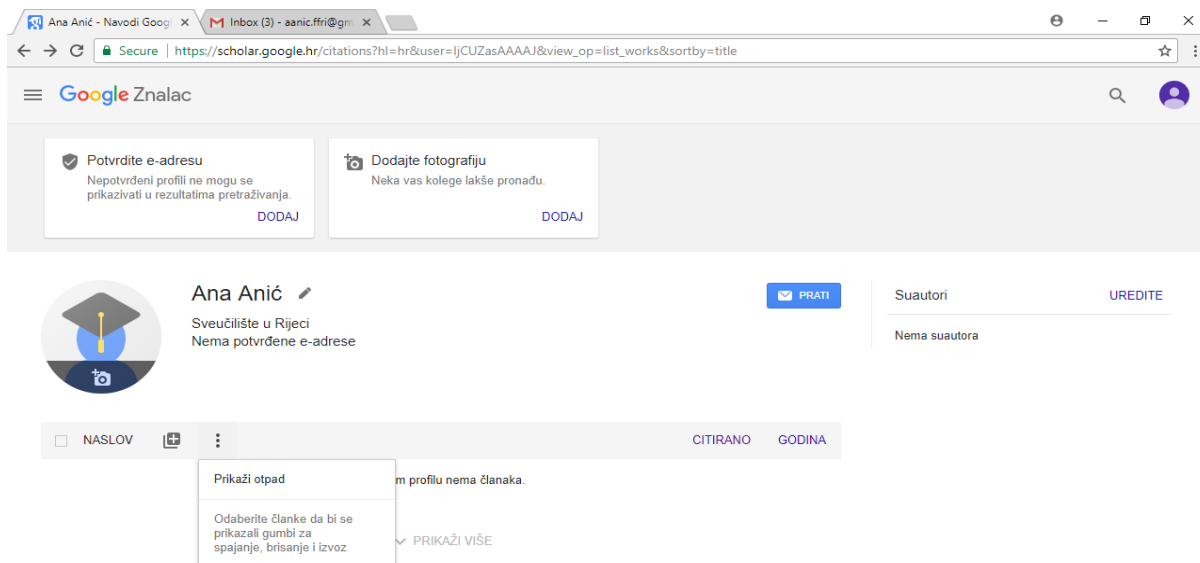 Ana Anić - Navodi Googl
Inbox (3) - aanic.ffri@gm
Secure
https://scholar.google.hr/citations?hl=hr&user=IjCUZasAAAAJ&view_op=list_works&sortby=title
Google Znalac
Potvrdite e-adresu
Nepotvrđeni profili ne mogu se
prikazivati u rezultatima pretraživanja.
DODAJ
Dodajte fotografiju
Neka vas kolege lakše pronađu.
DODAJ
Ana Anić
Sveučilište u Rijeci
Nema potvrđene e-adrese
PRATI
Suautori
UREDITE
Nema suautora
NASLOV
CITIRANO
GODINA
Prikaži otpad
m profilu nema članaka.
Odaberite članke da bi se
prikazali gumbi za
spajanje, brisanje i izvoz
PRIKAŽI VIŠE